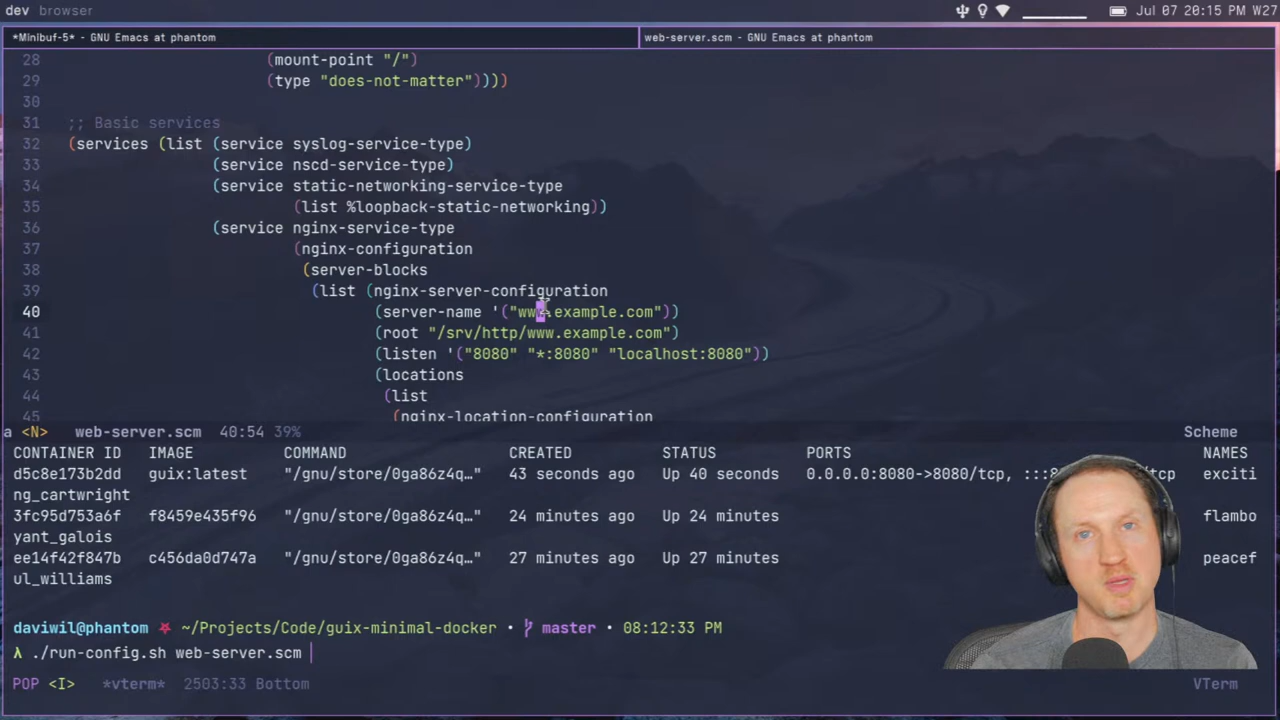 dev browser Jul 07 20:15 PM W27
*Minibuf-5* - GNU Emacs at phantom web-server.scm - GNU Emacs at phantom
28 (mount-point "/")
29 (type "does-not-matter"))))
30
31 ;; Basic services
32 (services (list (service syslog-service-type)
33 (service nscd-service-type)
34 (service static-networking-service-type
35 (list %loopback-static-networking))
36 (service nginx-service-type
37 (nginx-configuration
38 (server-blocks
39 (list (nginx-server-configuration
40 (server-name '("www.example.com"))
41 (root "/srv/http/www.example.com")
42 (listen '("8080" "*:8080" "localhost:8080"))
43 (locations
44 (list
45 (nginx-location-configuration
a <N> web-server.scm 40:54 39% Scheme
CONTAINER ID IMAGE COMMAND CREATED STATUS PORTS NAMES
d5c8e173b2dd guix:latest "/gnu/store/0ga86z4q…" 43 seconds ago Up 40 seconds 0.0.0.0:8080->8080/tcp, :::8 tcp exciti
ng_cartwright
3fc95d753a6f f8459e435f96 "/gnu/store/0ga86z4q…" 24 minutes ago Up 24 minutes flambo
yant_galois
ee14f42f847b c456da0d747a "/gnu/store/0ga86z4q…" 27 minutes ago Up 27 minutes peacef
ul_williams
daviwil@phantom ~/Projects/Code/guix-minimal-docker • master • 08:12:33 PM
λ ./run-config.sh web-server.scm
POP <I> *vterm* 2503:33 Bottom VTerm